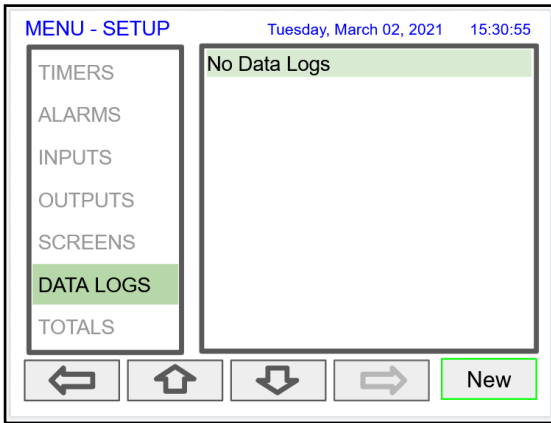 MENU - SETUP Tuesday, March 02, 2021 15:30:55
TIMERS
ALARMS
INPUTS
OUTPUTS
SCREENS
DATA LOGS
TOTALS
No Data Logs
New